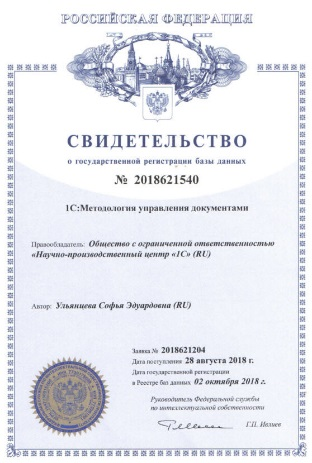 РОССИЙСКАЯ ФЕДЕРАЦИЯ
СВИДЕТЕЛЬСТВО
о государственной регистрации базы данных
№ 2018621540
1С:Методология управления документами
Правообладатель: Общество с ограниченной ответственностью
«Научно-производственный центр «1С» (RU)
Автор: Ульянцева Софья Эдуардовна (RU)
Заявка № 2018621204
Дата поступления 28 августа 2018 г.
Дата государственной регистрации
в Реестре баз данных 02 октября 2018 г.
Руководитель Федеральной службы
по интеллектуальной собственности
Г.П. Ивлиев